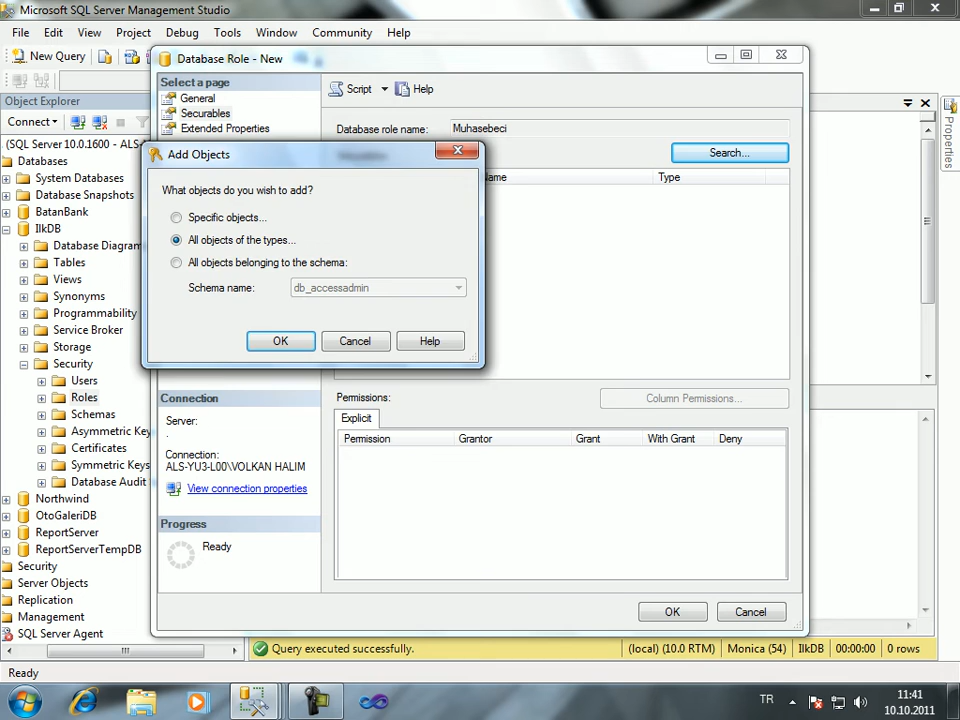 Microsoft SQL Server Management Studio
File Edit View Project Debug Tools Window Community Help
New Query
Object Explorer
Connect
(SQL Server 10.0.1600 - ALS-
Databases
System Databases
Database Snapshots
BatanBank
IlkDB
Database Diagram
Tables
Views
Synonyms
Programmability
Service Broker
Storage
Security
Users
Roles
Schemas
Asymmetric Key
Certificates
Symmetric Keys
Database Audit
Northwind
OtoGaleriDB
ReportServer
ReportServerTempDB
Security
Server Objects
Replication
Management
SQL Server Agent
Database Role - New
Select a page
General
Securables
Extended Properties
Script Help
Database role name: Muhasebeci
Search...
Name Type
Add Objects
What objects do you wish to add?
Specific objects...
All objects of the types...
All objects belonging to the schema:
Schema name: db_accessadmin
OK Cancel Help
Connection
Server:
.
Connection:
ALS-YU3-L00\VOLKAN HALIM
View connection properties
Progress
Ready
Permissions: Column Permissions...
Explicit
Permission Grantor Grant With Grant Deny
OK Cancel
Properties
Query executed successfully. (local) (10.0 RTM) Monica (54) IlkDB 00:00:00 0 rows
Ready
TR 11:41
10.10.2011